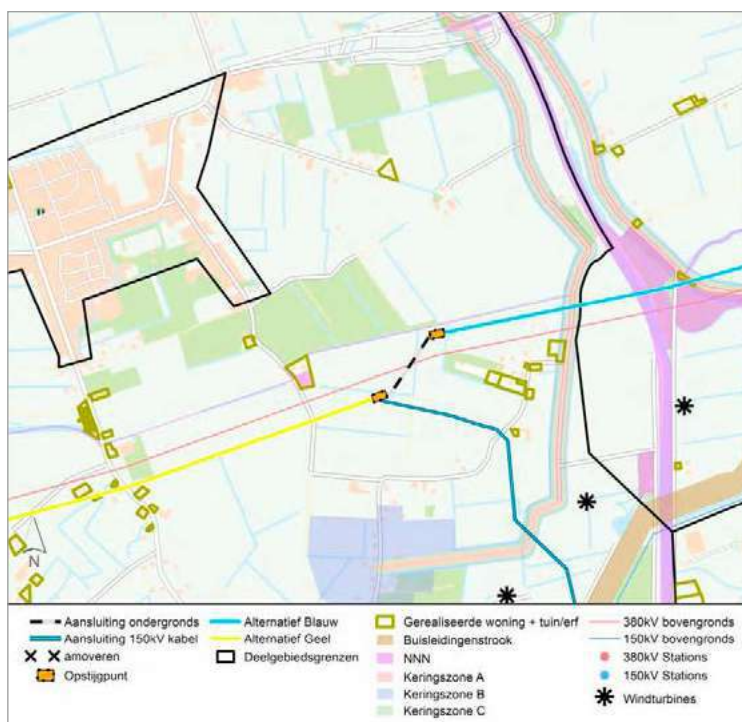 N
Aansluiting ondergronds
Aansluiting 150kV kabel
amoveren
Opstijgpunt
Alternatief Blauw
Alternatief Geel
Deelgebiedsgrenzen
Gerealiseerde woning + tuin/erf
Buisleidingenstrook
NNN
Keringszone A
Keringszone B
Keringszone C
380kV bovengronds
150kV bovengronds
380kV Stations
150kV Stations
Windturbines